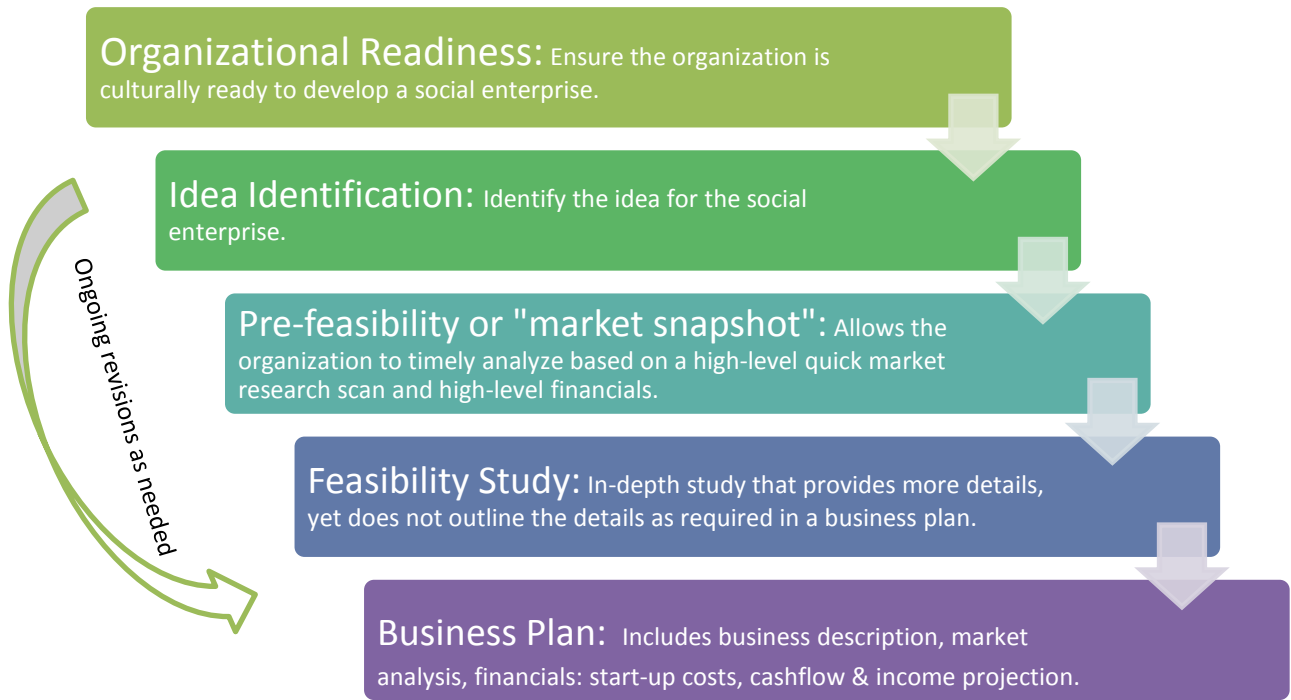 Organizational Readiness: Ensure the organization is
culturally ready to develop a social enterprise.
Idea Identification: Identify the idea for the social
enterprise.
Pre-feasibility or "market snapshot": Allows the
organization to timely analyze based on a high-level quick market
research scan and high-level financials.
Feasibility Study: In-depth study that provides more details,
yet does not outline the details as required in a business plan.
Business Plan: Includes business description, market
analysis, financials: start-up costs, cashflow & income projection.
Ongoing revisions as needed